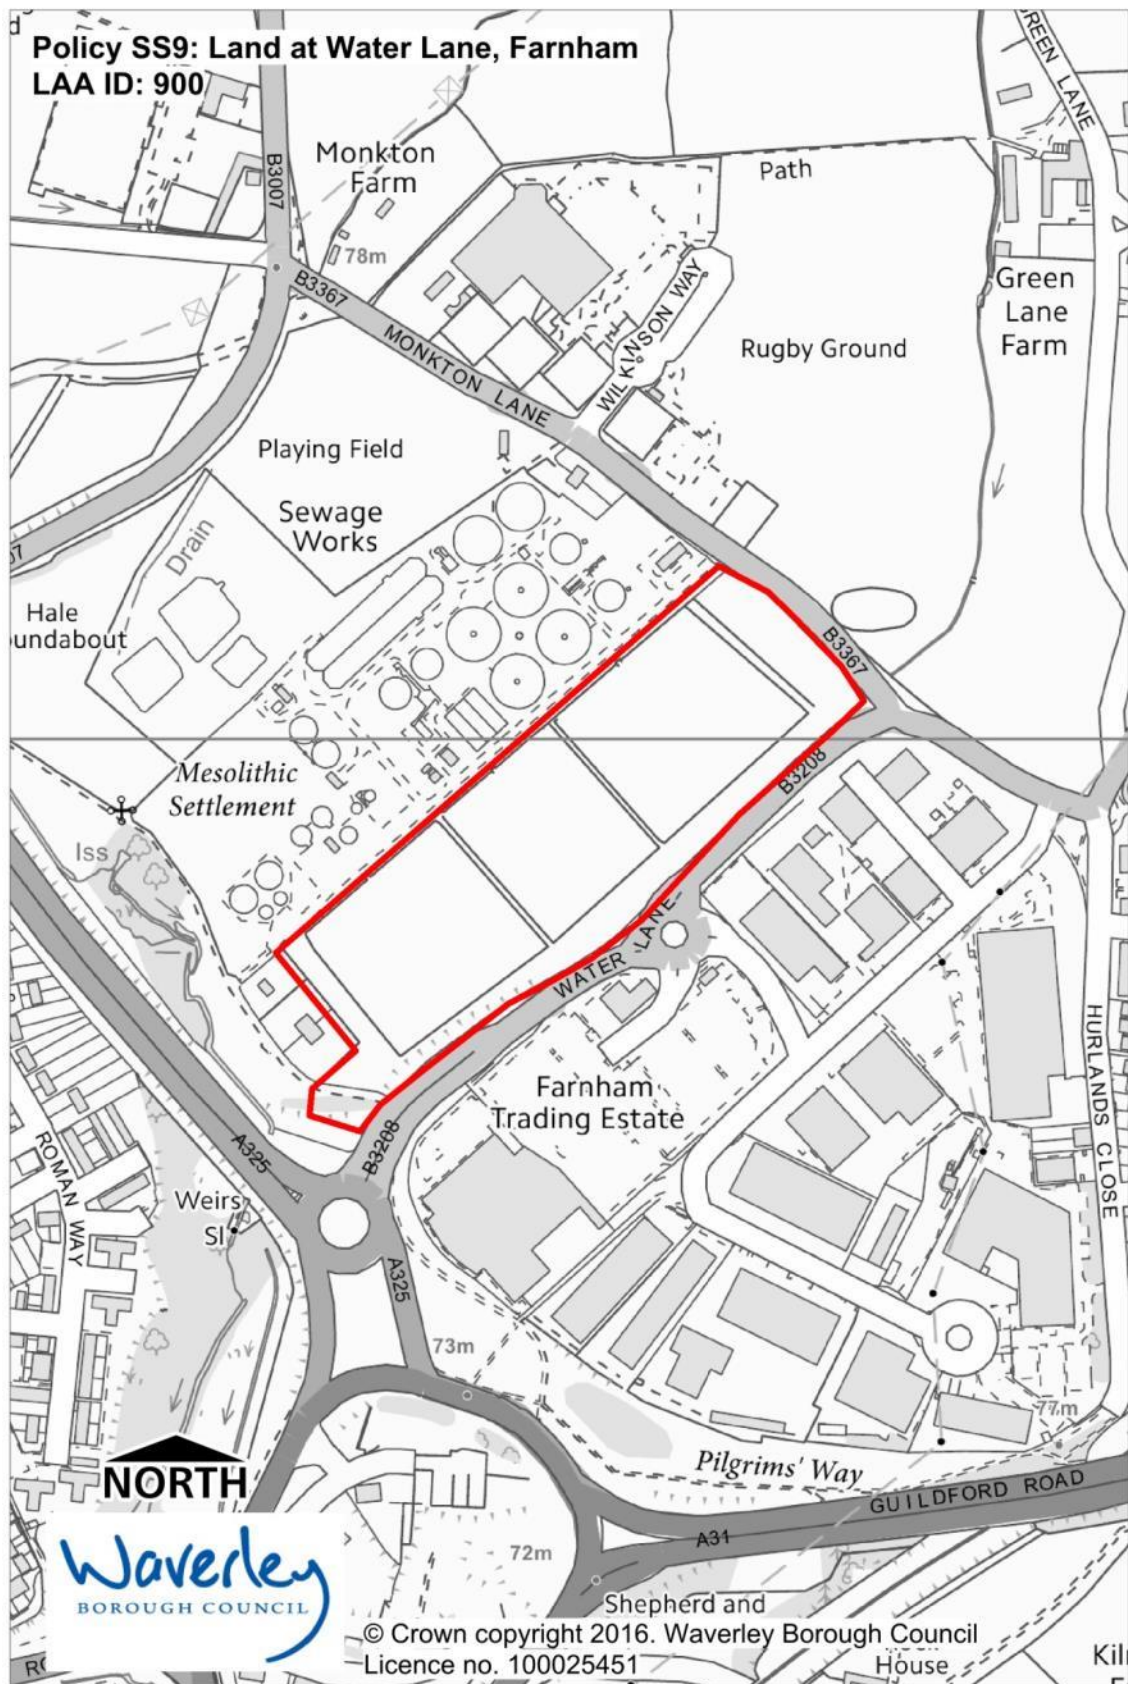 Policy SS9: Land at Water Lane, Farnham
LAA ID: 900
GREEN LANE
B3007
Monkton
Farm
Path
78m
B3367
MONKTON LANE
WILKINSON WAY
Rugby Ground
Green
Lane
Farm
Playing Field
Sewage
Works
Drain
Hale
B3367
B3208
Mesolithic
Settlement
Iss
WATER LANE
Farnham
Trading Estate
HURLANDS CLOSE
B3208
A325
ROMAN WAY
Weirs
Sl
A325
73m
77m
Pilgrims' Way
GUILDFORD ROAD
A31
72m
NORTH
Waverley
BOROUGH COUNCIL
Shepherd and
© Crown copyright 2016. Waverley Borough Council
Licence no. 100025451
House